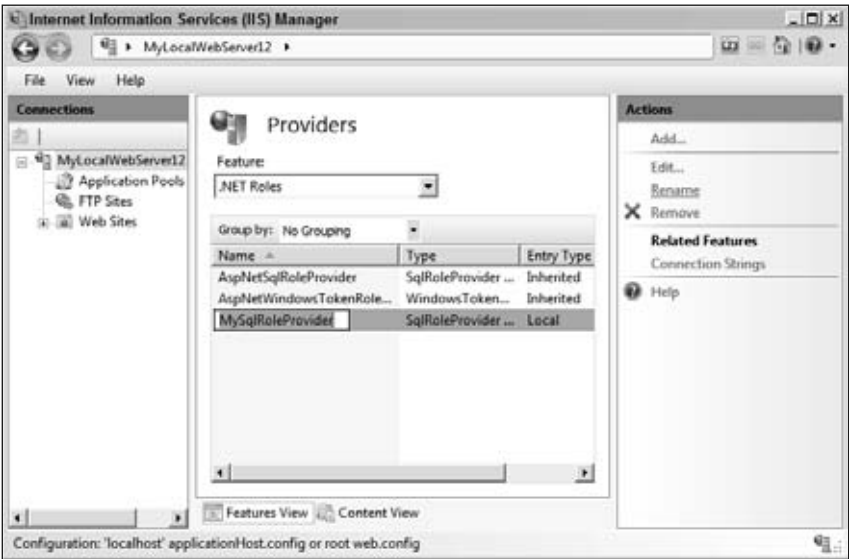 Internet Information Services (IIS) Manager
MyLocalWebServer12
File View Help
Connections
MyLocalWebServer12
Application Pools
FTP Sites
Web Sites
Providers
Feature:
.NET Roles
Group by: No Grouping
Name Type Entry Type
AspNetSqlRoleProvider SqlRoleProvider ... Inherited
AspNetWindowsTokenRole... WindowsToken... Inherited
MySqlRoleProvider SqlRoleProvider ... Local
Features View Content View
Actions
Add...
Edit...
Rename
Remove
Related Features
Connection Strings
Help
Configuration: 'localhost' applicationHost.config or root web.config